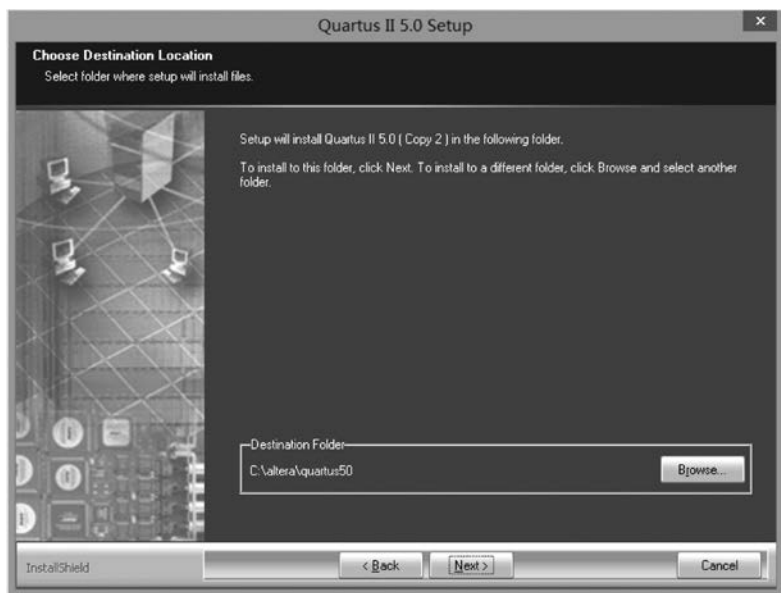 Quartus II 5.0 Setup
x
Choose Destination Location
Select folder where setup will install files.
Setup will install Quartus II 5.0 ( Copy 2 ) in the following folder.
To install to this folder, click Next. To install to a different folder, click Browse and select another
folder.
Destination Folder
C:\altera\quartus50
Browse...
InstallShield
< Back
Next >
Cancel